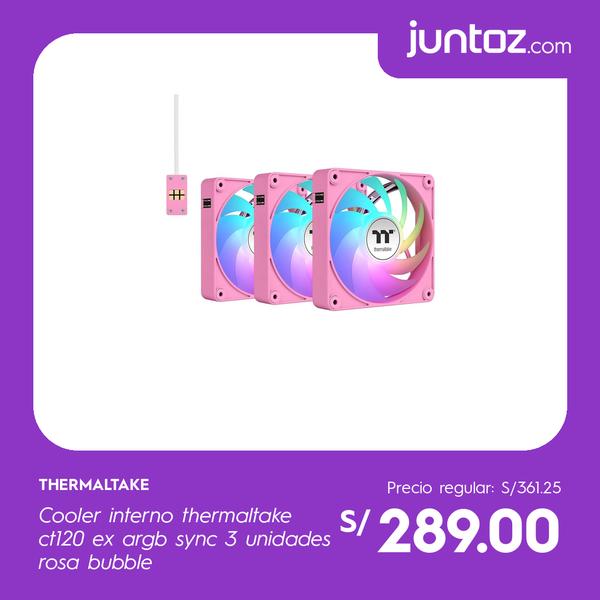 juntoz.com
thermaltake
THERMALTAKE
Precio regular: S/361.25
Cooler interno thermaltake
ct120 ex argb sync 3 unidades
rosa bubble
S/ 289.00